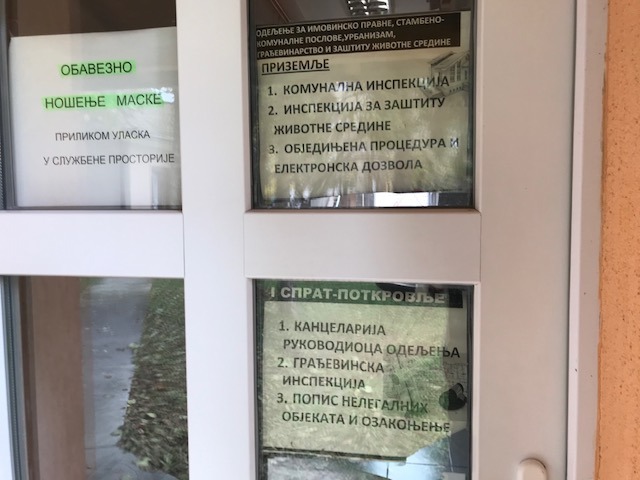 ОБАВЕЗНО
НОШЕЊЕ МАСКЕ
ПРИЛИКОМ УЛАСКА
У СЛУЖБЕНЕ ПРОСТОРИЈЕ
ОДЕЉЕЊЕ ЗА ИМОВИНСКО ПРАВНЕ, СТАМБЕНО-
КОМУНАЛНЕ ПОСЛОВЕ,УРБАНИЗАМ,
ГРАЂЕВИНАРСТВО И ЗАШТИТУ ЖИВОТНЕ СРЕДИНЕ
ПРИЗЕМЉЕ
1. КОМУНАЛНА ИНСПЕКЦИЈА
2. ИНСПЕКЦИЈА ЗА ЗАШТИТУ
ЖИВОТНЕ СРЕДИНЕ
3. ОБЈЕДИЊЕНА ПРОЦЕДУРА И
ЕЛЕКТРОНСКА ДОЗВОЛА
I СПРАТ-ПОТКРОВЉЕ
1. КАНЦЕЛАРИЈА
РУКОВОДИОЦА ОДЕЉЕЊА
2. ГРАЂЕВИНСКА
ИНСПЕКЦИЈА
3. ПОПИС НЕЛЕГАЛНИХ
ОБЈЕКАТА И ОЗАКОЊЕЊЕ